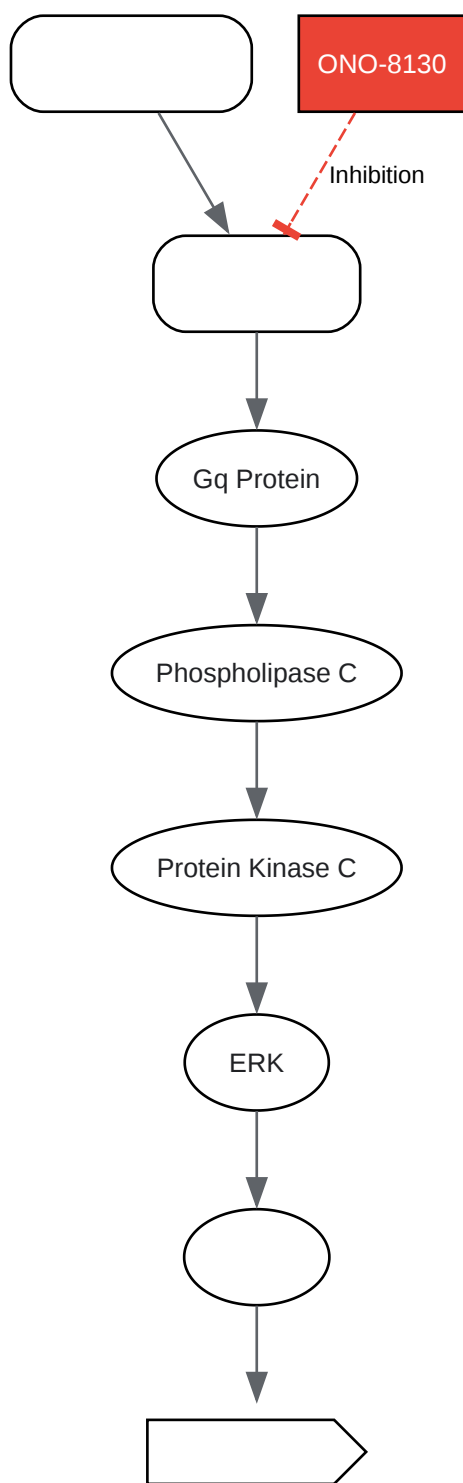 ONO-8130
Inhibition
Gq Protein
Phospholipase C
Protein Kinase C
ERK